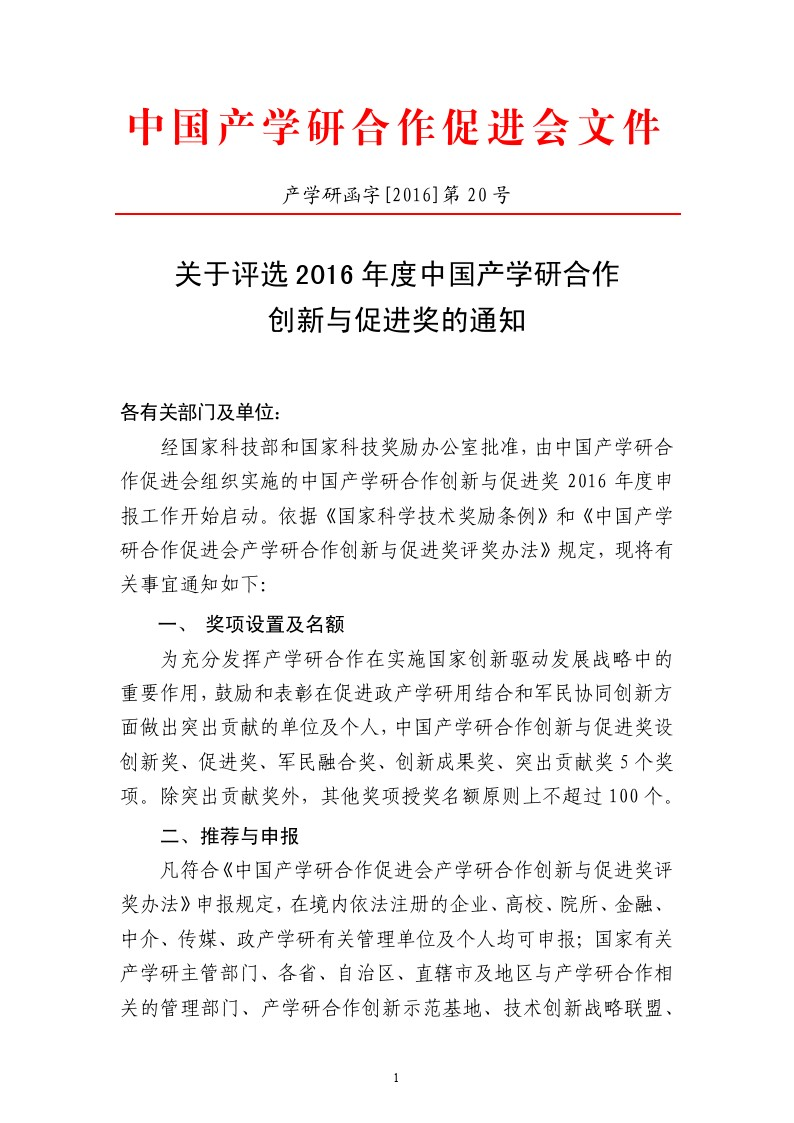 中国产学研合作促进会文件
产学研函字[2016]第 20 号
关于评选 2016 年度中国产学研合作
创新与促进奖的通知
各有关部门及单位：
经国家科技部和国家科技奖励办公室批准，由中国产学研合
作促进会组织实施的中国产学研合作创新与促进奖 2016 年度申
报工作开始启动。依据《国家科学技术奖励条例》和《中国产学
研合作促进会产学研合作创新与促进奖评奖办法》规定，现将有
关事宜通知如下：
一、 奖项设置及名额
为充分发挥产学研合作在实施国家创新驱动发展战略中的
重要作用，鼓励和表彰在促进政产学研用结合和军民协同创新方
面做出突出贡献的单位及个人，中国产学研合作创新与促进奖设
创新奖、促进奖、军民融合奖、创新成果奖、突出贡献奖 5 个奖
项。除突出贡献奖外，其他奖项授奖名额原则上不超过 100 个。
二、推荐与申报
凡符合《中国产学研合作促进会产学研合作创新与促进奖评
奖办法》申报规定，在境内依法注册的企业、高校、院所、金融、
中介、传媒、政产学研有关管理单位及个人均可申报；国家有关
产学研主管部门、各省、自治区、直辖市及地区与产学研合作相
关的管理部门、产学研合作创新示范基地、技术创新战略联盟、
1